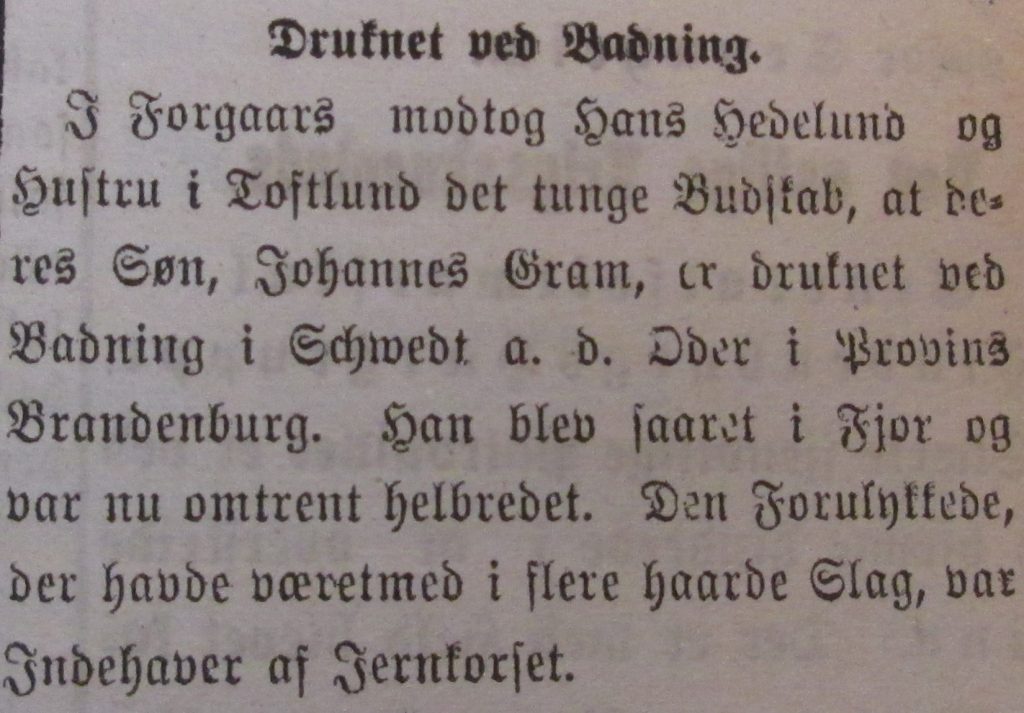 Druknet ved Badning.
I Forgaars modtog Hans Hedelund og
Hustru i Toftlund det tunge Budskab, at de-
res Søn, Johannes Gram, er druknet ved
Badning i Schwedt a. d. Oder i Provins
Brandenburg. Han blev saaret i Fjor og
var nu omtrent helbredet. Den Forulykkede,
der havde væretmed i flere haarde Slag, var
Indehaver af Jernkorset.